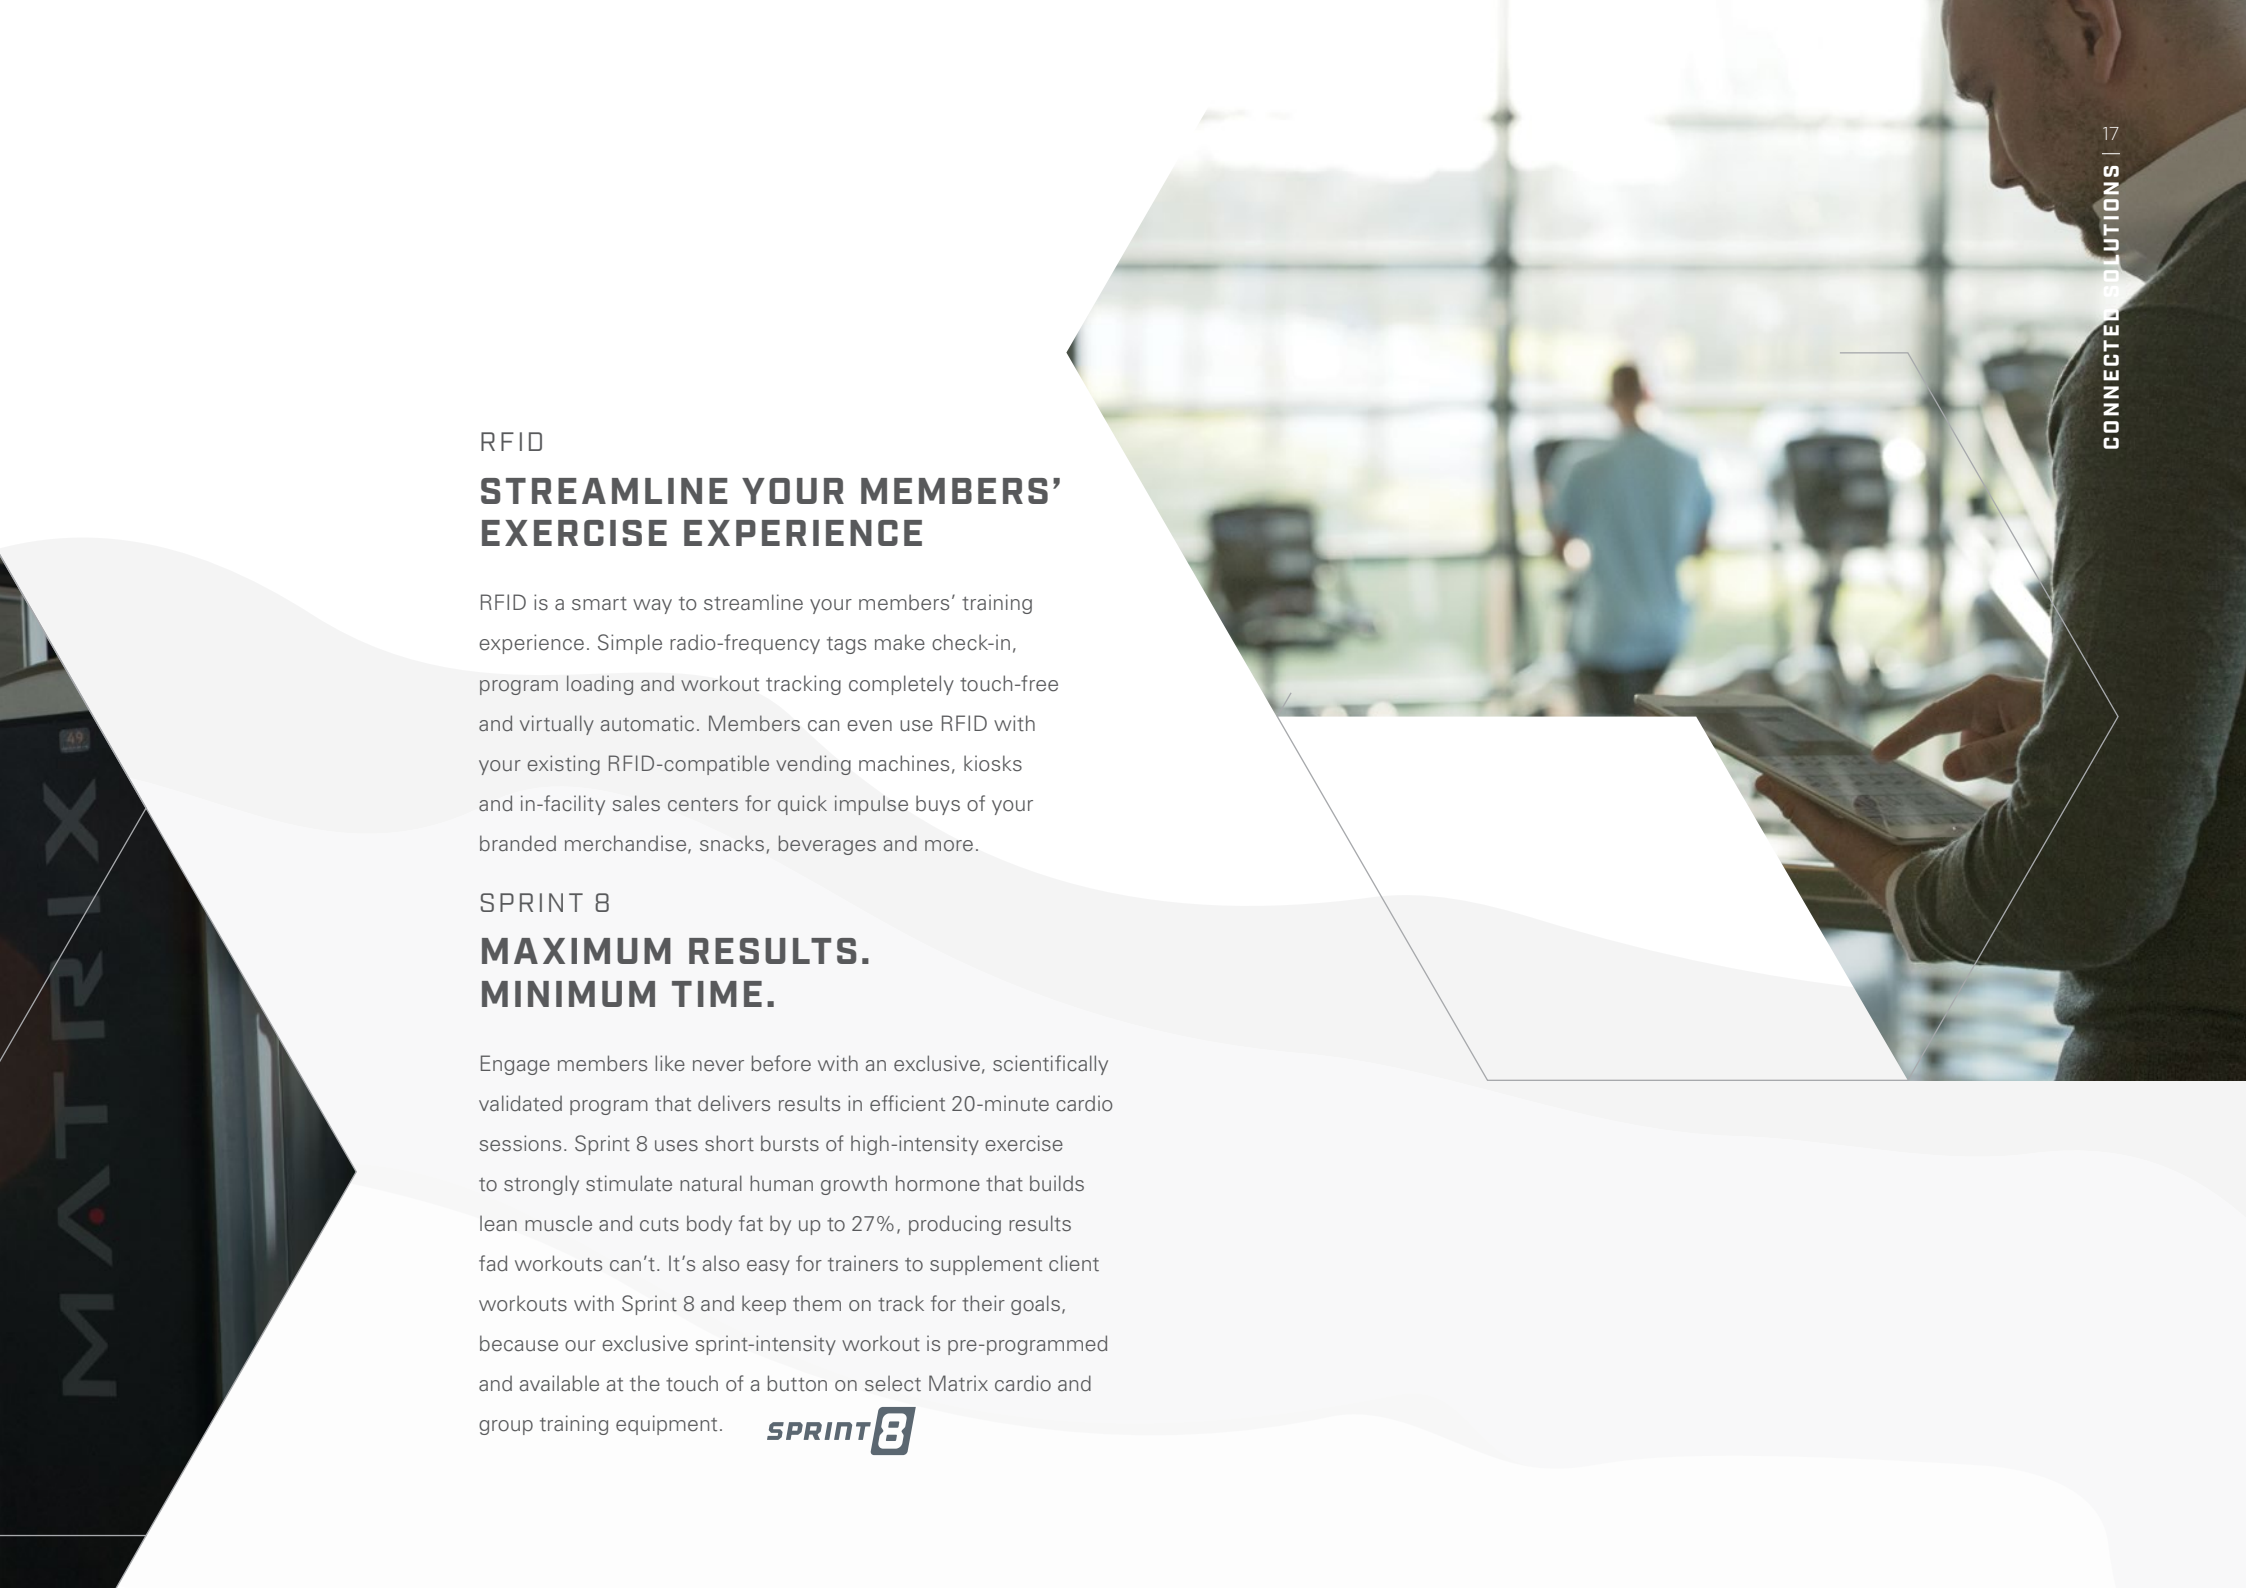 17
CONNECTED SOLUTIONS
RFID
STREAMLINE YOUR MEMBERS’
EXERCISE EXPERIENCE
RFID is a smart way to streamline your members’ training
experience. Simple radio-frequency tags make check-in,
program loading and workout tracking completely touch-free
and virtually automatic. Members can even use RFID with
your existing RFID-compatible vending machines, kiosks
and in-facility sales centers for quick impulse buys of your
branded merchandise, snacks, beverages and more.
SPRINT 8
MAXIMUM RESULTS.
MINIMUM TIME.
Engage members like never before with an exclusive, scientifically
validated program that delivers results in efficient 20-minute cardio
sessions. Sprint 8 uses short bursts of high-intensity exercise
to strongly stimulate natural human growth hormone that builds
lean muscle and cuts body fat by up to 27%, producing results
fad workouts can’t. It’s also easy for trainers to supplement client
workouts with Sprint 8 and keep them on track for their goals,
because our exclusive sprint-intensity workout is pre-programmed
and available at the touch of a button on select Matrix cardio and
group training equipment.
SPRINT 8
49
MATRIX